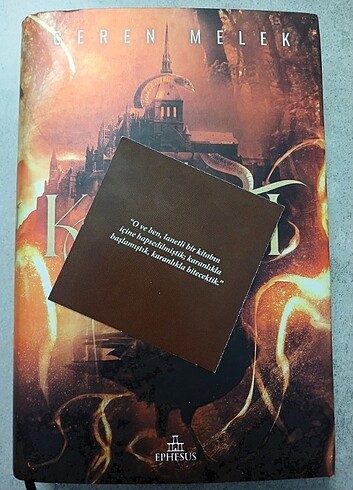 CEREN MELEK
"O ve ben, lanetli bir kitabın
içine hapsedilmiştik; karanlıkla
başlamıştık, karanlıkla bitecektik."
EPHESUS